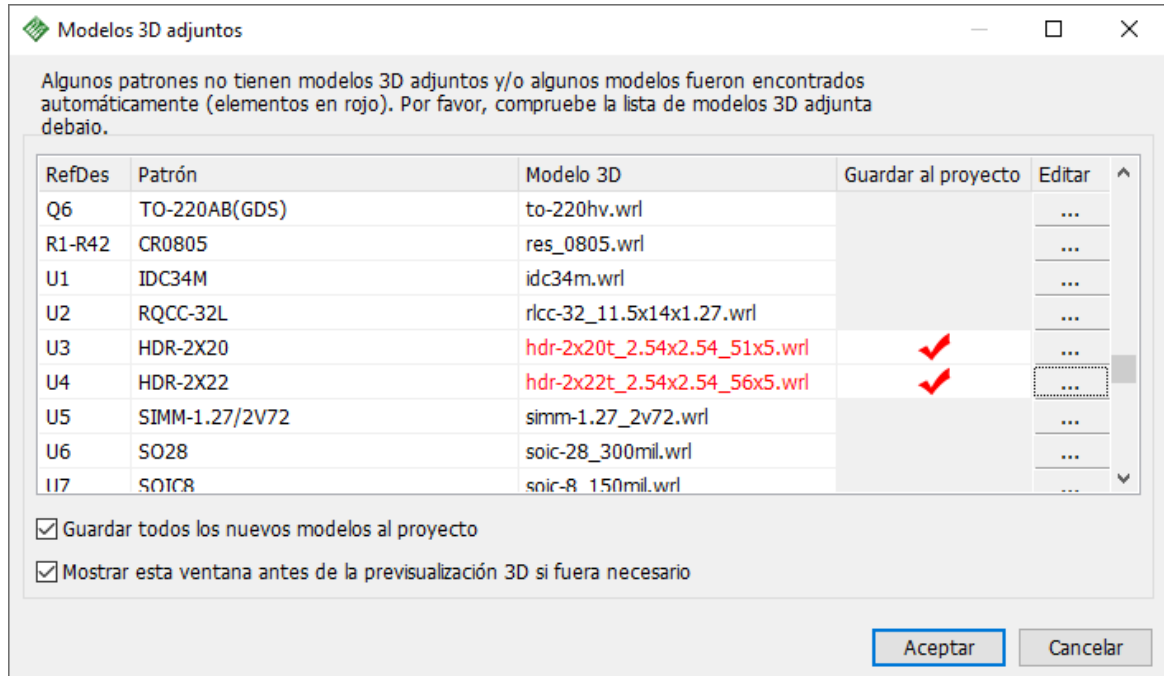 Modelos 3D adjuntos
Algunos patrones no tienen modelos 3D adjuntos y/o algunos modelos fueron encontrados
automáticamente (elementos en rojo). Por favor, compruebe la lista de modelos 3D adjunta
debajo.
RefDes Patrón Modelo 3D Guardar al proyecto Editar
Q6 TO-220AB(GDS) to-220hv.wrl ...
R1-R42 CR0805 res_0805.wrl ...
U1 IDC34M idc34m.wrl ...
U2 RQCC-32L rlcc-32_11.5x14x1.27.wrl ...
U3 HDR-2X20 hdr-2x20t_2.54x2.54_51x5.wrl ...
U4 HDR-2X22 hdr-2x22t_2.54x2.54_56x5.wrl ...
U5 SIMM-1.27/2V72 simm-1.27_2v72.wrl ...
U6 SO28 soic-28_300mil.wrl ...
U7 SOIC8 soic-8_150mil.wrl ...
Guardar todos los nuevos modelos al proyecto
Mostrar esta ventana antes de la previsualización 3D si fuera necesario
Aceptar Cancelar